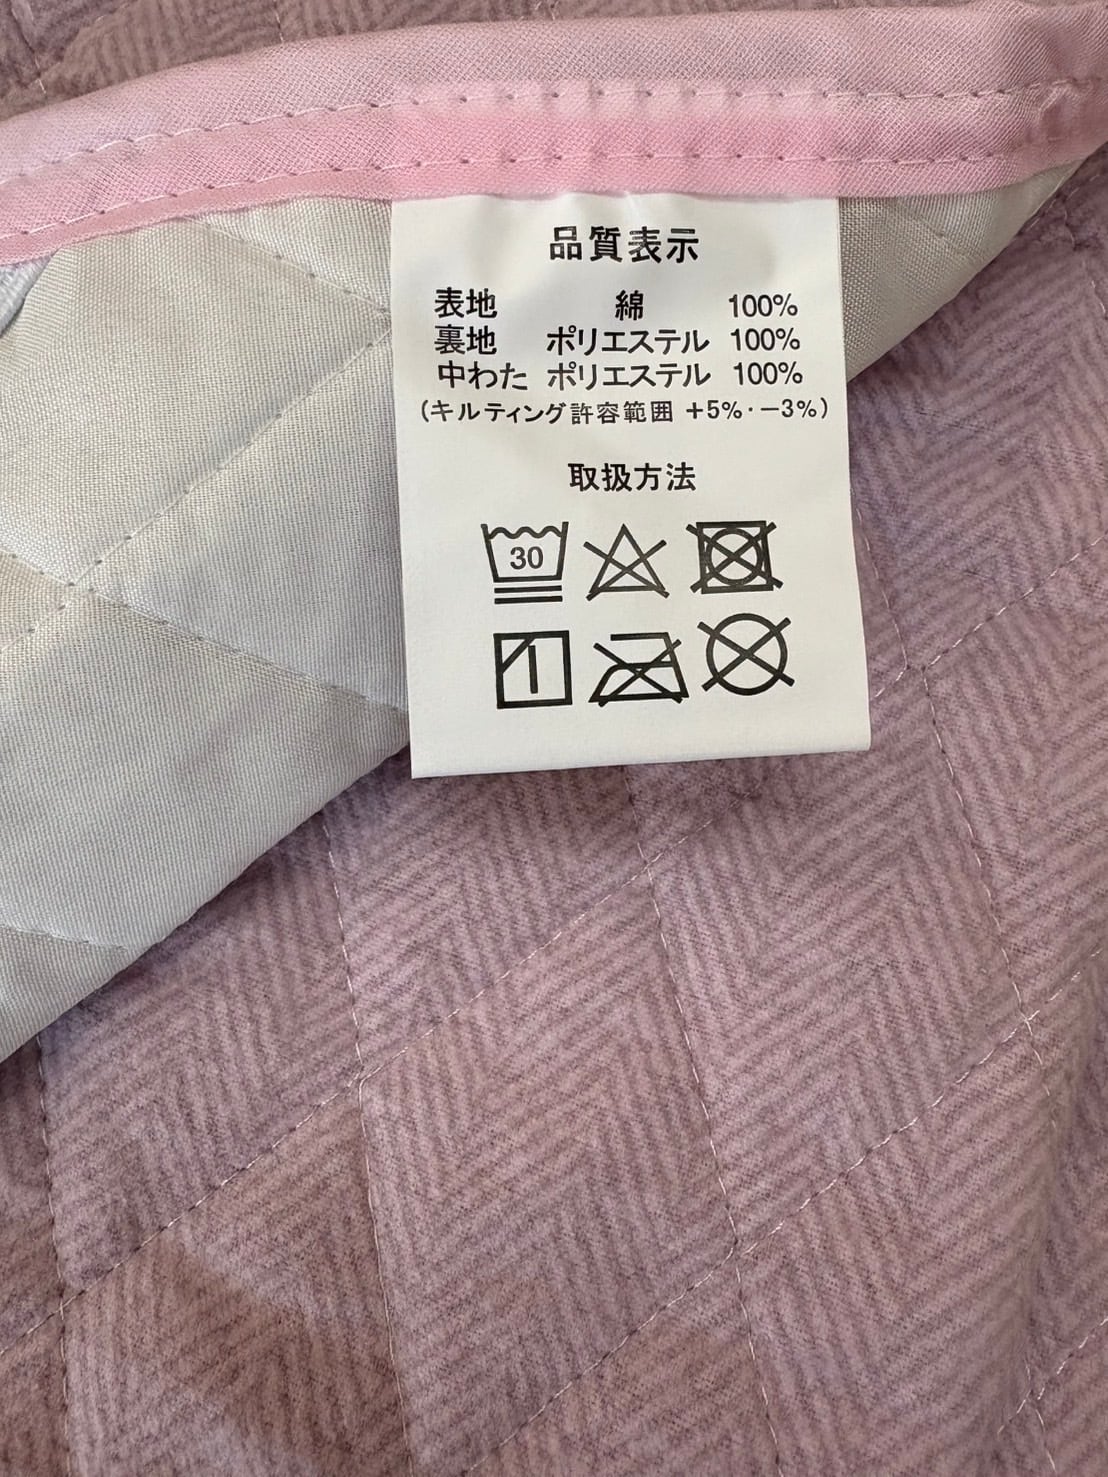 品質表示
表地 綿 100%
裏地 ポリエステル 100%
中わた ポリエステル 100%
(キルティング許容範囲 +5%･−3%)
取扱方法
30